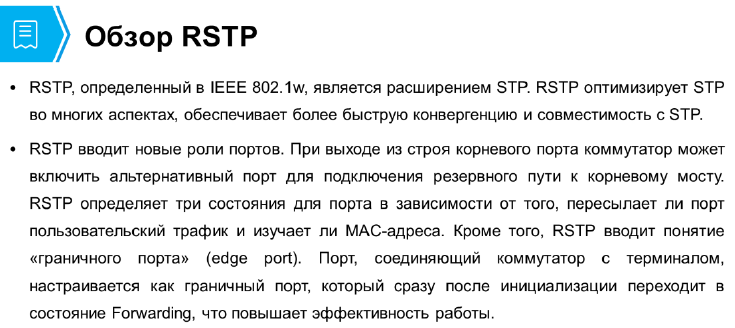 Обзор RSTP
• RSTP, определенный в IEEE 802.1w, является расширением STP. RSTP оптимизирует STP
во многих аспектах, обеспечивает более быструю конвергенцию и совместимость с STP.
• RSTP вводит новые роли портов. При выходе из строя корневого порта коммутатор может
включить альтернативный порт для подключения резервного пути к корневому мосту.
RSTP определяет три состояния для порта в зависимости от того, пересылает ли порт
пользовательский трафик и изучает ли MAC-адреса. Кроме того, RSTP вводит понятие
«граничного порта» (edge port). Порт, соединяющий коммутатор с терминалом,
настраивается как граничный порт, который сразу после инициализации переходит в
состояние Forwarding, что повышает эффективность работы.